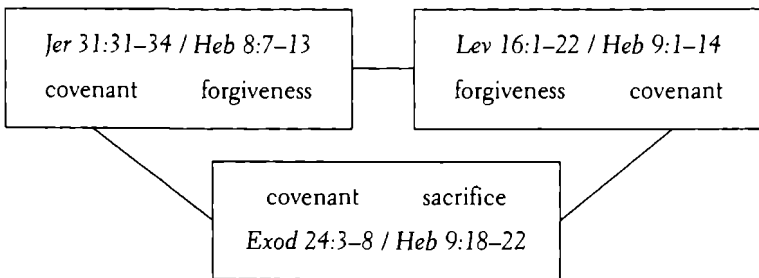 Jer 31:31–34 / Heb 8:7–13
covenant forgiveness
Lev 16:1–22 / Heb 9:1–14
forgiveness covenant
covenant sacrifice
Exod 24:3–8 / Heb 9:18–22